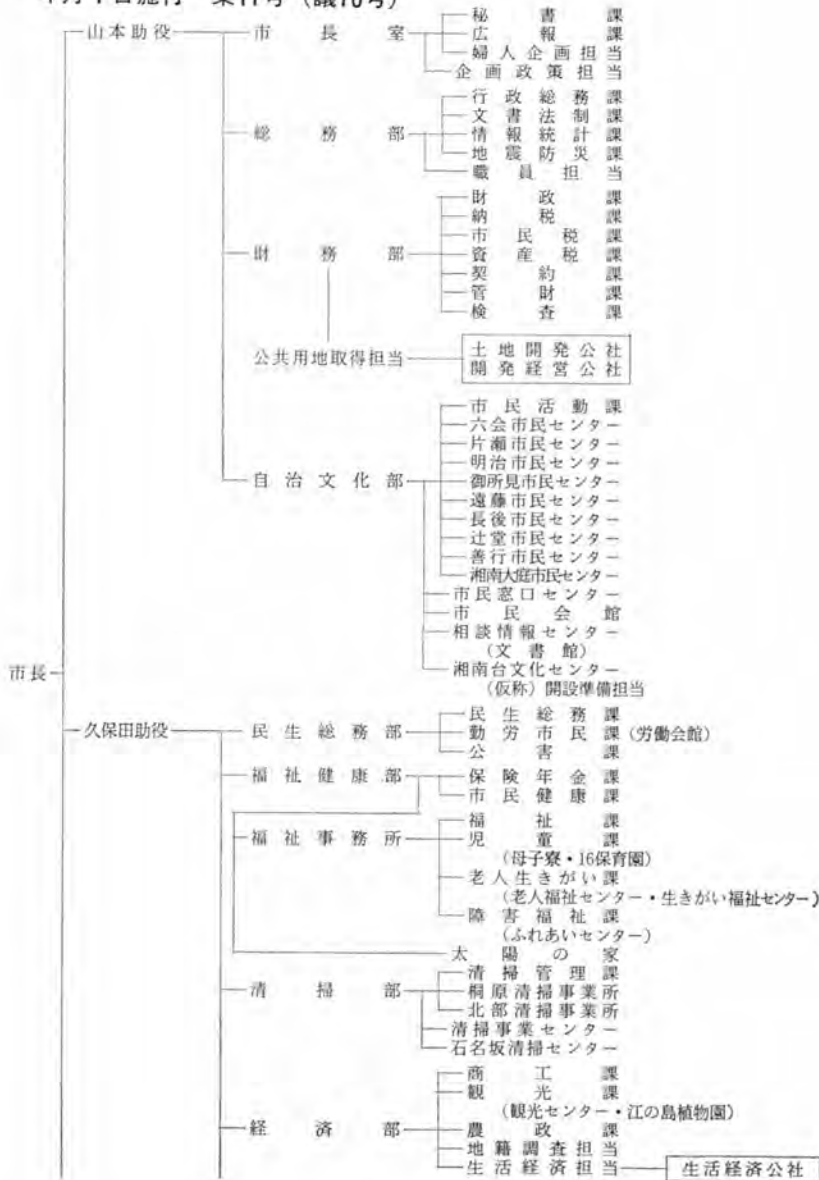 市長
山本助役
市長室
秘書課
広報課
婦人企画担当
企画政策担当
総務部
行政総務課
文書法制課
情報統計課
地震防災課
職員担当
財務部
財政課
納税課
市民税課
資産税課
契約課
管財課
検査課
公共用地取得担当
土地開発公社
開発経営公社
自治文化部
市民活動課
六会市民センター
片瀬市民センター
明治市民センター
御所見市民センター
遠藤市民センター
長後市民センター
辻堂市民センター
善行市民センター
湘南大庭市民センター
市民窓口センター
市民会館
相談情報センター
(文書館)
湘南台文化センター
(仮称)開設準備担当
久保田助役
民生総務部
民生総務課
勤労市民課(労働会館)
公害課
福祉健康部
保険年金課
市民健康課
福祉事務所
福祉課
児童課
(母子寮・16保育園)
老人生きがい課
(老人福祉センター・生きがい福祉センター)
障害福祉課
(ふれあいセンター)
太陽の家
清掃部
清掃管理課
桐原清掃事業所
北部清掃事業所
清掃事業センター
石名坂清掃センター
経済部
商工課
観光課
(観光センター・江の島植物園)
農政課
地籍調査担当
生活経済担当
生活経済公社